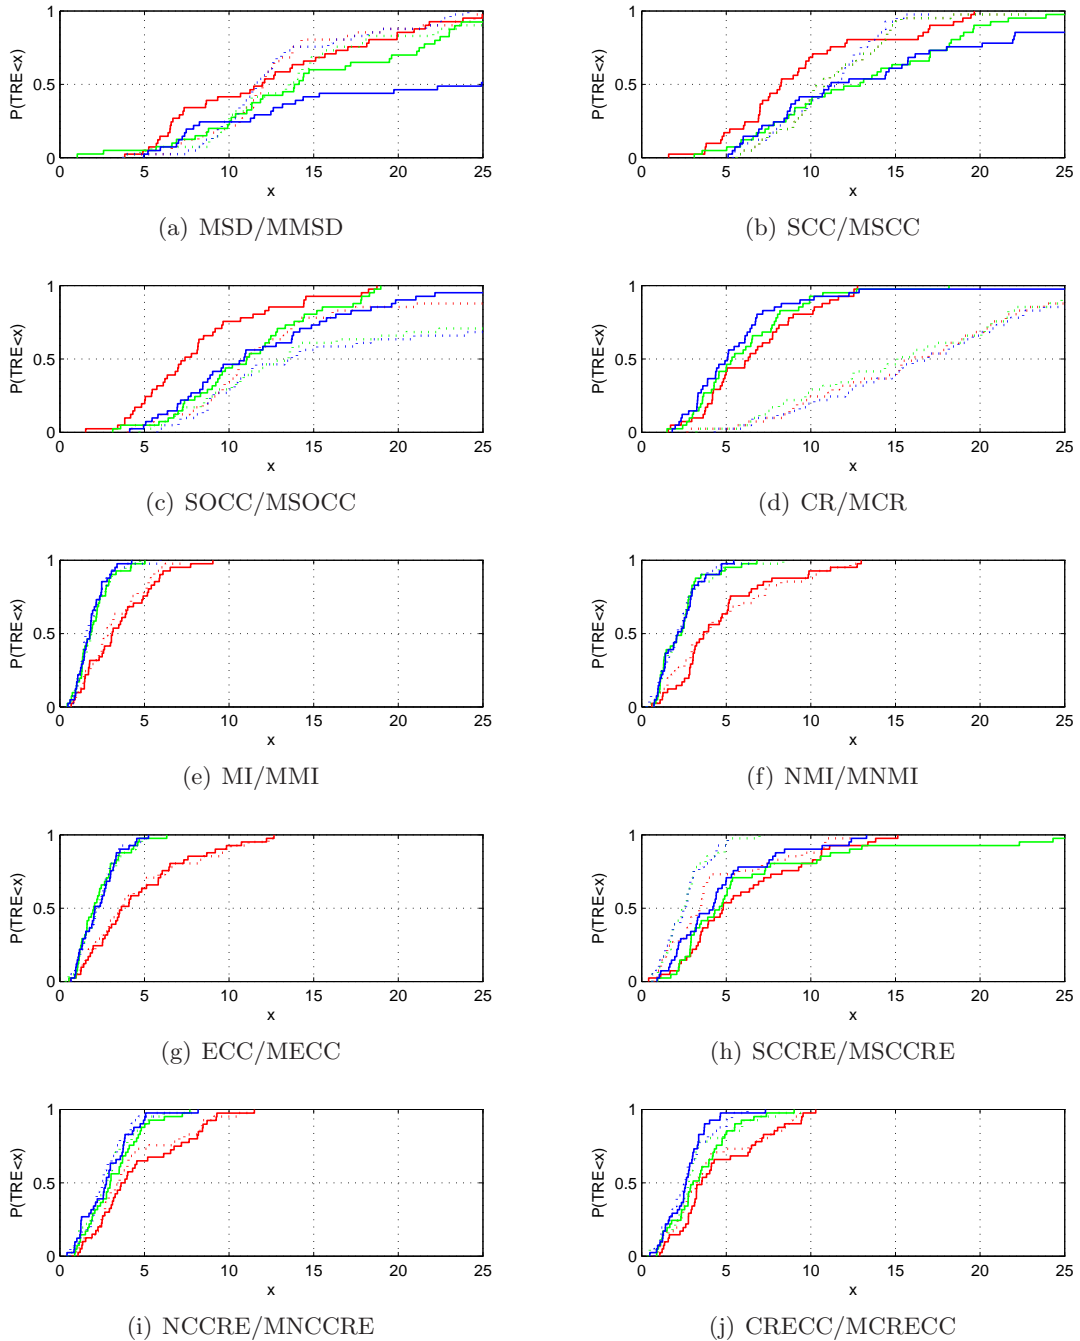 1
0.5
0
P(TRE<x)
0 5 10 15 20 25
x
(a) MSD/MMSD
1
0.5
0
P(TRE<x)
0 5 10 15 20 25
x
(b) SCC/MSCC
1
0.5
0
P(TRE<x)
0 5 10 15 20 25
x
(c) SOCC/MSOCC
1
0.5
0
P(TRE<x)
0 5 10 15 20 25
x
(d) CR/MCR
1
0.5
0
P(TRE<x)
0 5 10 15 20 25
x
(e) MI/MMI
1
0.5
0
P(TRE<x)
0 5 10 15 20 25
x
(f) NMI/MNMI
1
0.5
0
P(TRE<x)
0 5 10 15 20 25
x
(g) ECC/MECC
1
0.5
0
P(TRE<x)
0 5 10 15 20 25
x
(h) SCCRE/MSCCRE
1
0.5
0
P(TRE<x)
0 5 10 15 20 25
x
(i) NCCRE/MNCCRE
1
0.5
0
P(TRE<x)
0 5 10 15 20 25
x
(j) CRECC/MCRECC